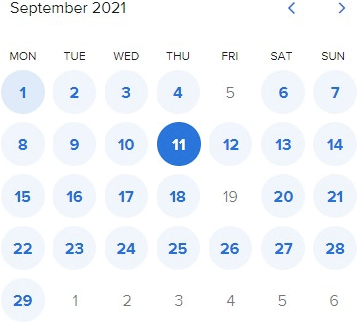 September 2021
MON TUE WED THU FRI SAT SUN
1 2 3 4 5 6 7
8 9 10 11 12 13 14
15 16 17 18 19 20 21
22 23 24 25 26 27 28
29 1 2 3 4 5 6